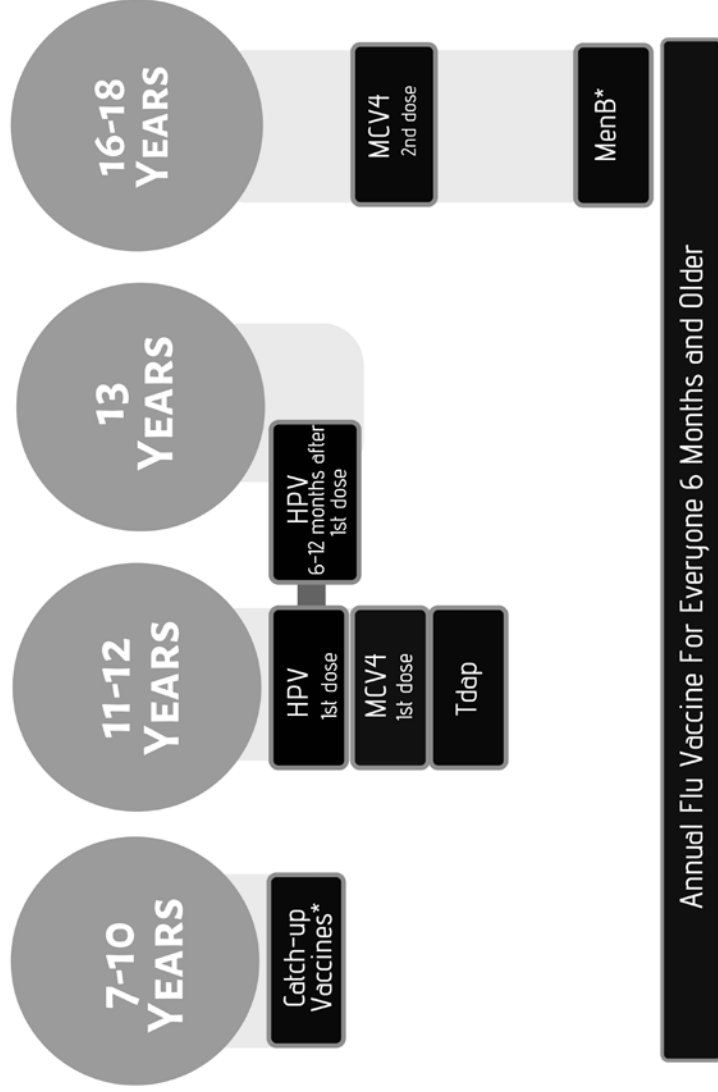 7-10
YEARS
Catch-up
Vaccines*
11-12
YEARS
HPV
1st dose
MCV4
1st dose
Tdap
13
YEARS
HPV
6-12 months after
1st dose
16-18
YEARS
MCV4
2nd dose
MenB*
Annual Flu Vaccine For Everyone 6 Months and Older